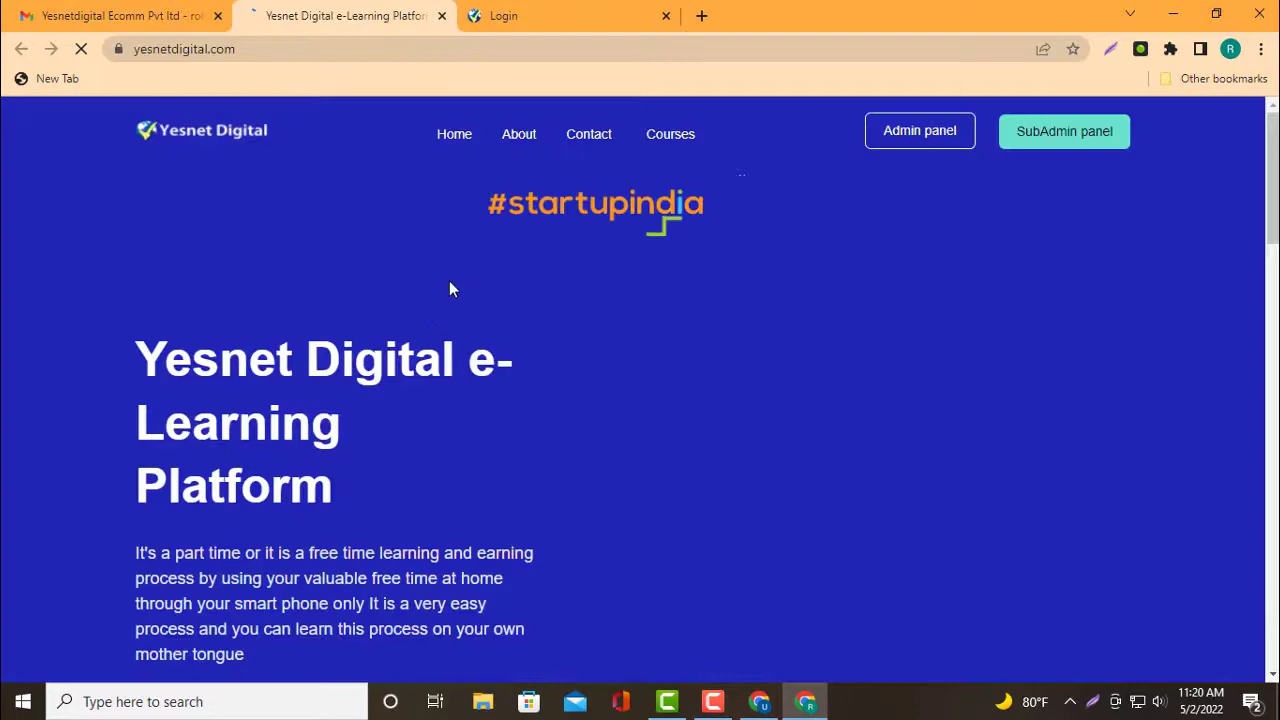 Yesnetdigital Ecomm Pvt ltd - ro
Yesnet Digital e-Learning Platfor
Login
yesnetdigital.com
R
New Tab
Other bookmarks
Yesnet Digital
Home
About
Contact
Courses
Admin panel
SubAdmin panel
#startupindia
Yesnet Digital e-
Learning
Platform
It's a part time or it is a free time learning and earning
process by using your valuable free time at home
through your smart phone only It is a very easy
process and you can learn this process on your own
mother tongue
Type here to search
80°F
11:20 AM
5/2/2022
2